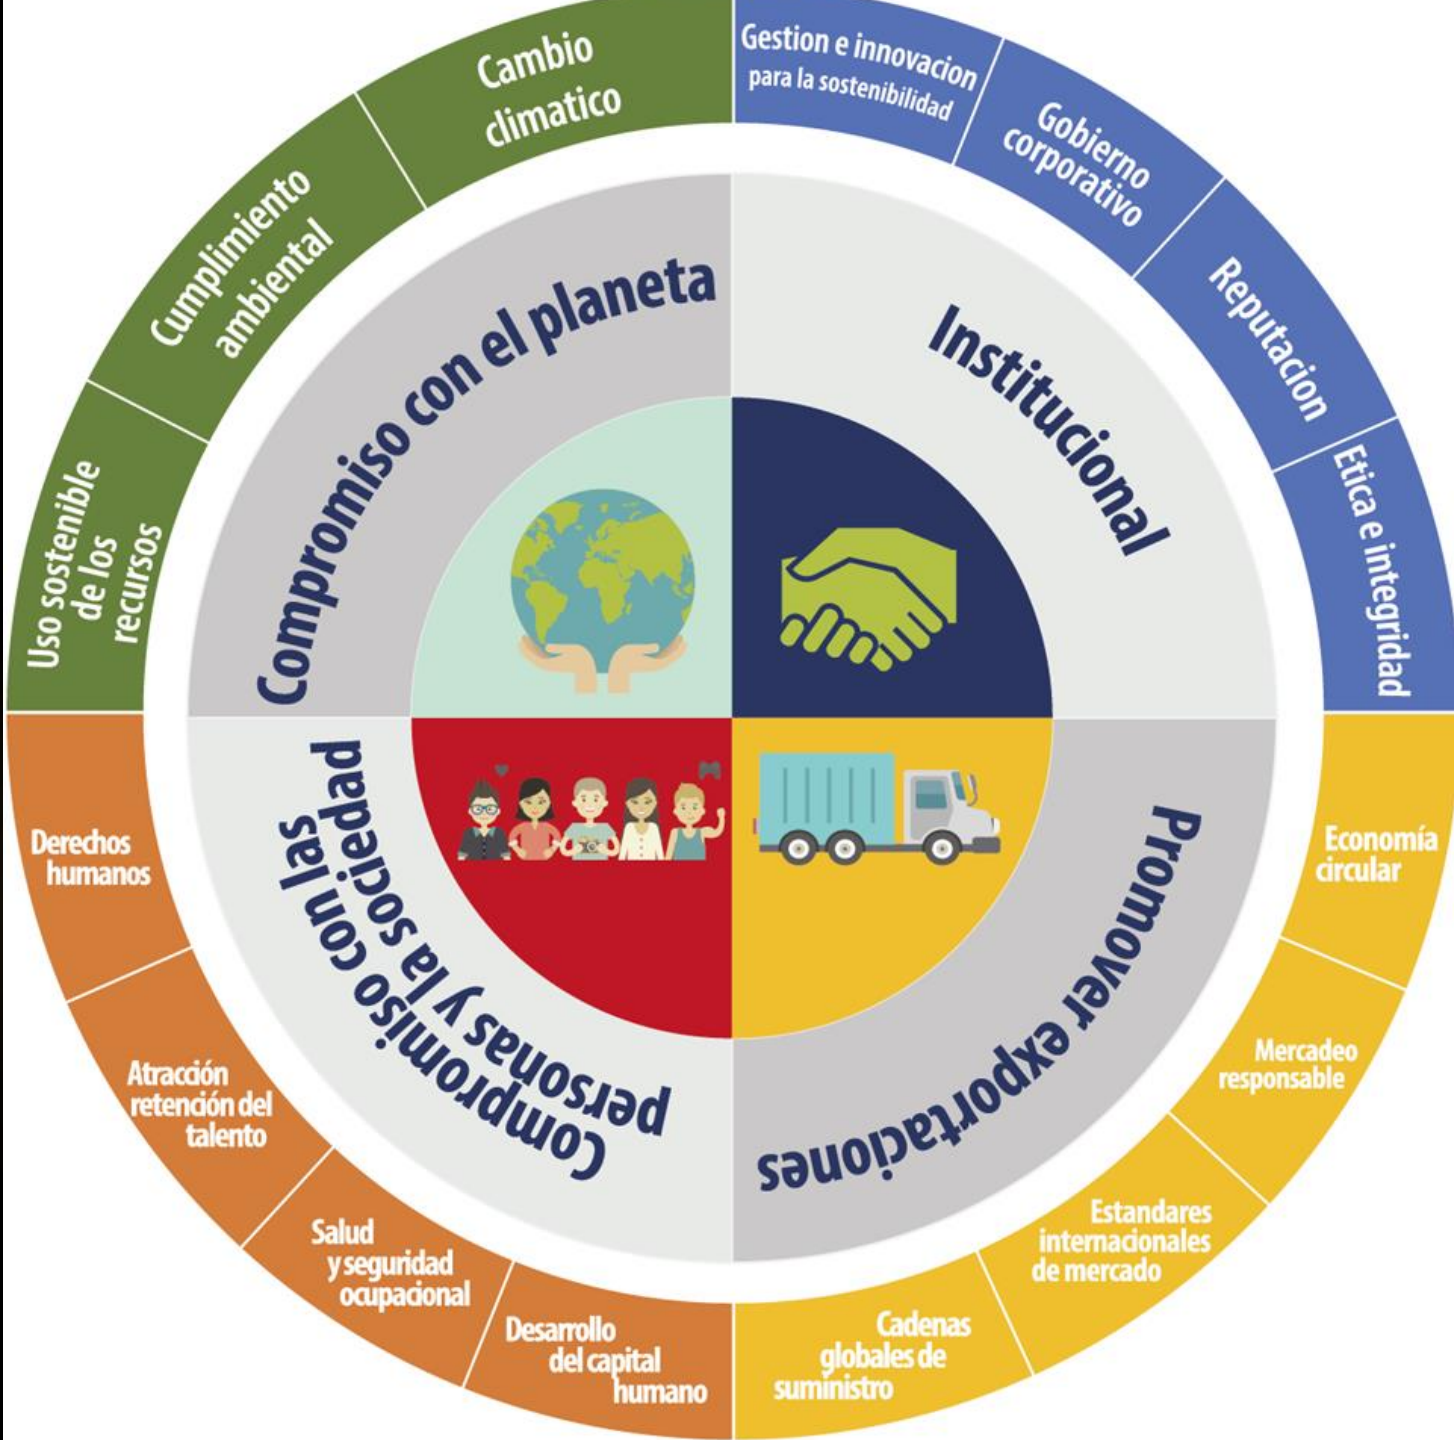 Cambio
climatico
Cumplimiento
ambiental
Uso sostenible
de los
recursos
Gestion e innovacion
para la sostenibilidad
Gobierno
corporativo
Reputacion
Etica e integridad
Compromiso con el planeta
Institucional
Compromiso con las
personas y la sociedad
Promover exportaciones
Derechos
humanos
Atracción
retención del
talento
Salud
y seguridad
ocupacional
Desarrollo
del capital
humano
Economía
circular
Mercadeo
responsable
Estandares
internacionales
de mercado
Cadenas
globales de
suministro